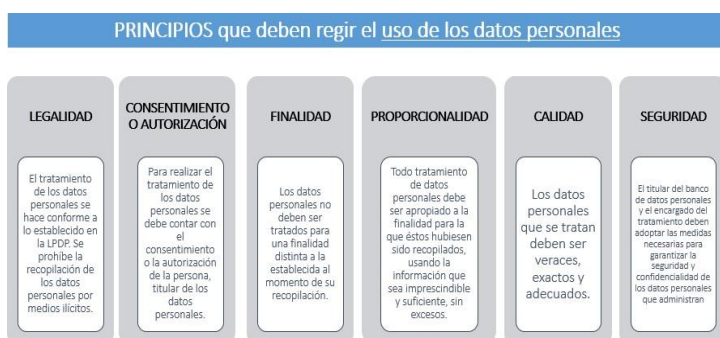 PRINCIPIOS que deben regir el uso de los datos personales
LEGALIDAD
El tratamiento
de los datos
personales se
hace conforme a
lo establecido en
la LPDP. Se
prohíbe la
recopilación de
los datos
personales por
medios ilícitos.
CONSENTIMIENTO
O AUTORIZACIÓN
Para realizar el
tratamiento de
los datos
personales se
debe contar con
el
consentimiento
o la autorización
de la persona,
titular de los
datos
personales.
FINALIDAD
Los datos
personales no
deben ser
tratados para
una finalidad
distinta a la
establecida al
momento de su
recopilación.
PROPORCIONALIDAD
Todo tratamiento
de datos
personales debe
ser apropiado a la
finalidad para la
que éstos hubiesen
sido recopilados,
usando la
información que
sea imprescindible
y suficiente, sin
excesos.
CALIDAD
Los datos
personales
que se tratan
deben ser
veraces,
exactos y
adecuados.
SEGURIDAD
El titular del banco
de datos personales
y el encargado del
tratamiento deben
adoptar las medidas
necesarias para
garantizar la
seguridad y
confidencialidad de
los datos personales
que administran